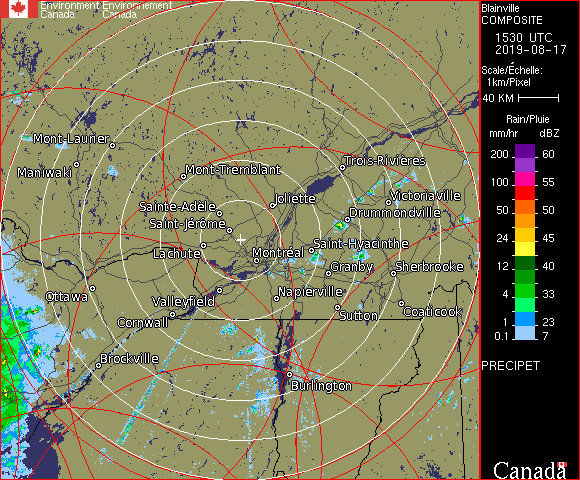 Environment Environnement
Canada Canada
Blainville
COMPOSITE
1530 UTC
2019-08-17
Scale/Échelle:
1km/Pixel
40 KM
Rain/Pluie
mm/hr dBZ
200 60
100 55
50 50
24 45
12 40
4 33
1 23
0.1 7
PRECIPET
Canada
Mont-Laurier
Maniwaki
Mont-Tremblant
Trois-Rivières
Sainte-Adèle
Joliette
Victoriaville
Saint-Jérôme
Drummondville
Lachute
Montréal
Saint-Hyacinthe
Granby
Sherbrooke
Ottawa
Valleyfield
Napierville
Cornwall
Sutton
Coaticook
Brockville
Burlington